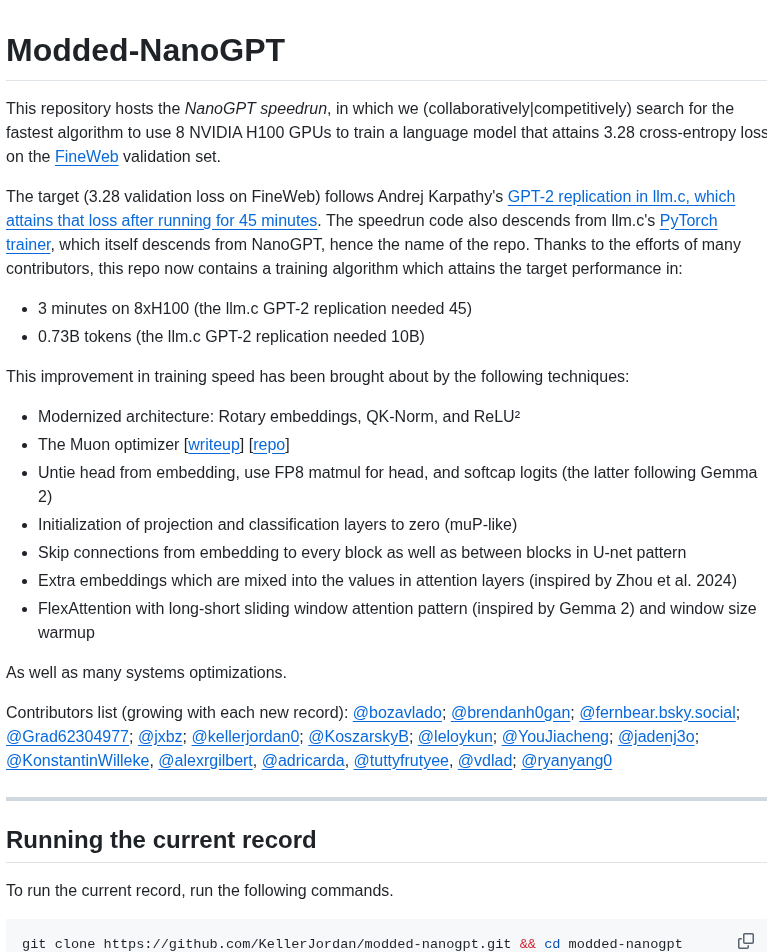 Modded-NanoGPT
This repository hosts the NanoGPT speedrun, in which we (collaboratively|competitively) search for the
fastest algorithm to use 8 NVIDIA H100 GPUs to train a language model that attains 3.28 cross-entropy loss
on the FineWeb validation set.
The target (3.28 validation loss on FineWeb) follows Andrej Karpathy's GPT-2 replication in llm.c, which
attains that loss after running for 45 minutes. The speedrun code also descends from llm.c's PyTorch
trainer, which itself descends from NanoGPT, hence the name of the repo. Thanks to the efforts of many
contributors, this repo now contains a training algorithm which attains the target performance in:
• 3 minutes on 8xH100 (the llm.c GPT-2 replication needed 45)
• 0.73B tokens (the llm.c GPT-2 replication needed 10B)
This improvement in training speed has been brought about by the following techniques:
• Modernized architecture: Rotary embeddings, QK-Norm, and ReLU²
• The Muon optimizer [writeup] [repo]
• Untie head from embedding, use FP8 matmul for head, and softcap logits (the latter following Gemma
2)
• Initialization of projection and classification layers to zero (muP-like)
• Skip connections from embedding to every block as well as between blocks in U-net pattern
• Extra embeddings which are mixed into the values in attention layers (inspired by Zhou et al. 2024)
• FlexAttention with long-short sliding window attention pattern (inspired by Gemma 2) and window size
warmup
As well as many systems optimizations.
Contributors list (growing with each new record): @bozavlado; @brendanh0gan; @fernbear.bsky.social;
@Grad62304977; @jxbz; @kellerjordan0; @KoszarskyB; @leloykun; @YouJiacheng; @jadenj3o;
@KonstantinWilleke, @alexrgilbert, @adricarda, @tuttyfrutyee, @vdlad; @ryanyang0
Running the current record
To run the current record, run the following commands.
git clone https://github.com/KellerJordan/modded-nanogpt.git && cd modded-nanogpt